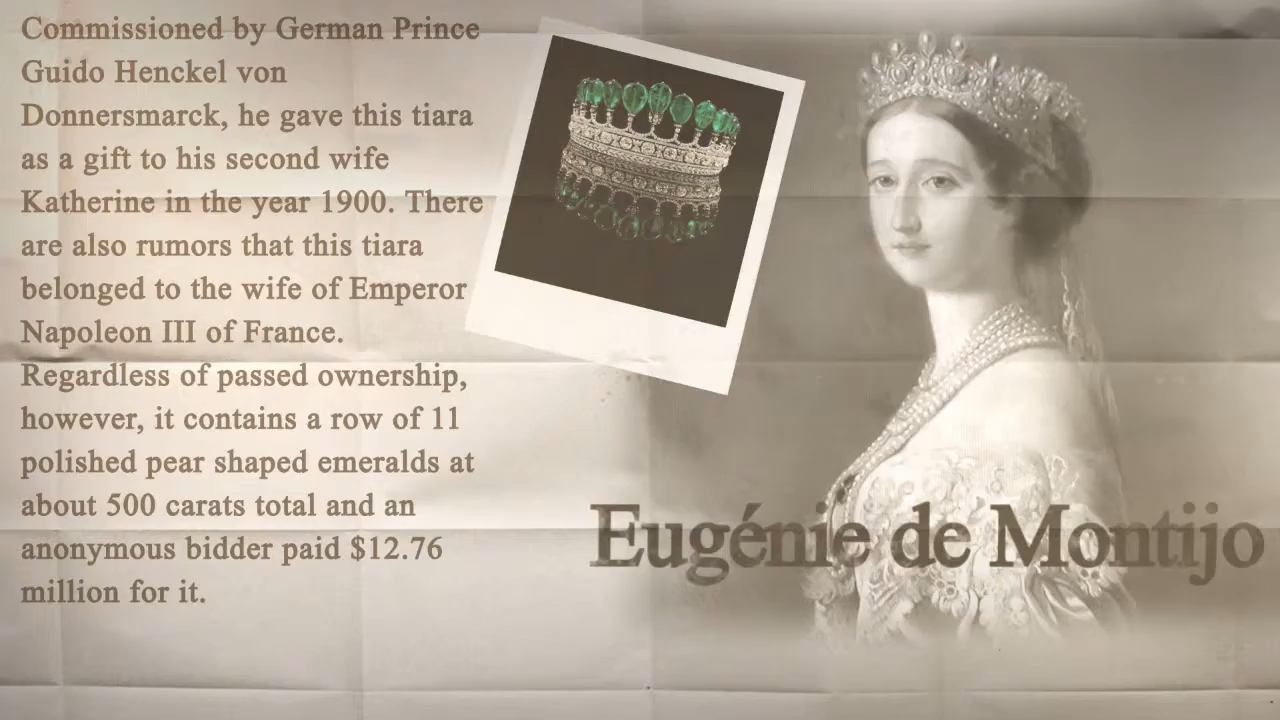 Commissioned by German Prince
Guido Henckel von
Donnersmarck, he gave this tiara
as a gift to his second wife
Katherine in the year 1900. There
are also rumors that this tiara
belonged to the wife of Emperor
Napoleon III of France.
Regardless of passed ownership,
however, it contains a row of 11
polished pear shaped emeralds at
about 500 carats total and an
anonymous bidder paid $12.76
million for it.
Eugénie de Montijo